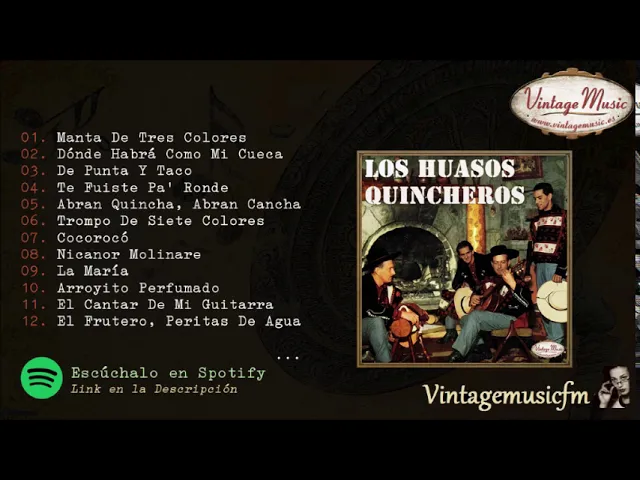 01. Manta De Tres Colores
02. Dónde Habrá Como Mi Cueca
03. De Punta Y Taco
04. Te Fuiste Pa' Ronde
05. Abran Quincha, Abran Cancha
06. Trompo De Siete Colores
07. Cocorocó
08. Nicanor Molinare
09. La María
10. Arroyito Perfumado
11. El Cantar De Mi Guitarra
12. El Frutero, Peritas De Agua
...
Escúchalo en Spotify
Link en la Descripción
Vintage Music
www.vintagemusic.es
LOS HUASOS
QUINCHEROS
Vintage Music
Vintagemusicfm